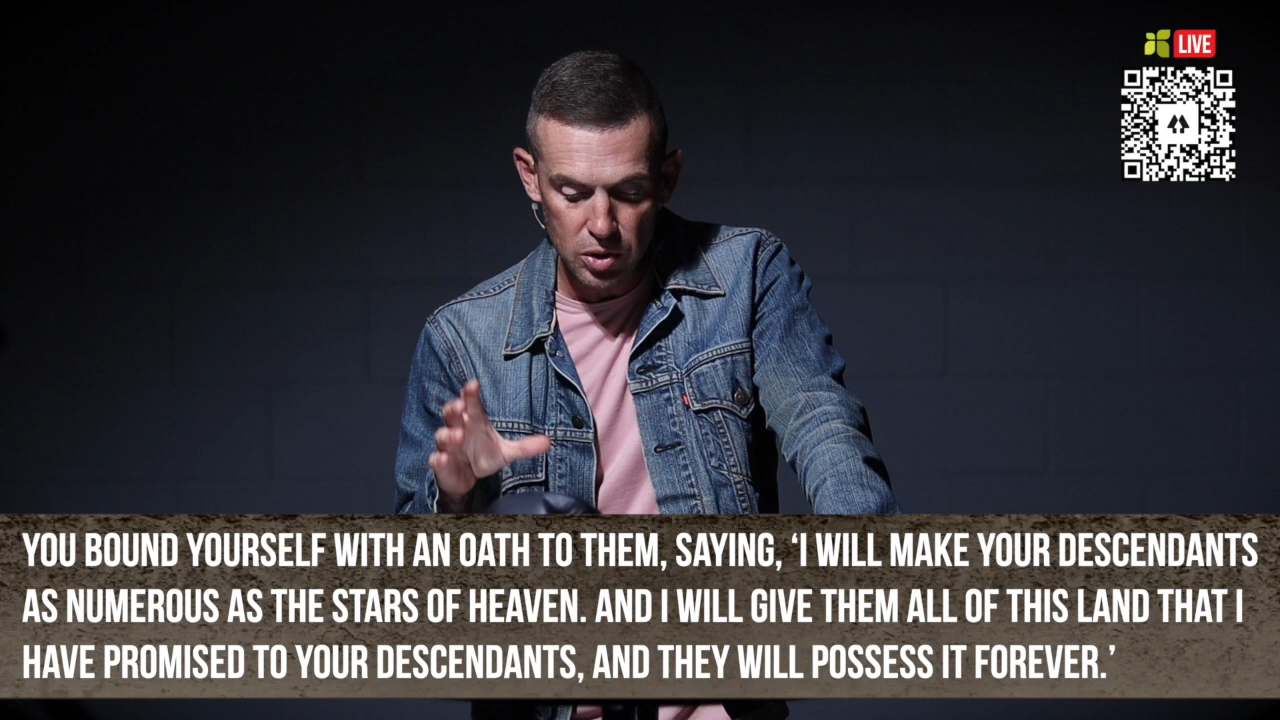 LIVE
YOU BOUND YOURSELF WITH AN OATH TO THEM, SAYING, ‘I WILL MAKE YOUR DESCENDANTS
AS NUMEROUS AS THE STARS OF HEAVEN. AND I WILL GIVE THEM ALL OF THIS LAND THAT I
HAVE PROMISED TO YOUR DESCENDANTS, AND THEY WILL POSSESS IT FOREVER.’